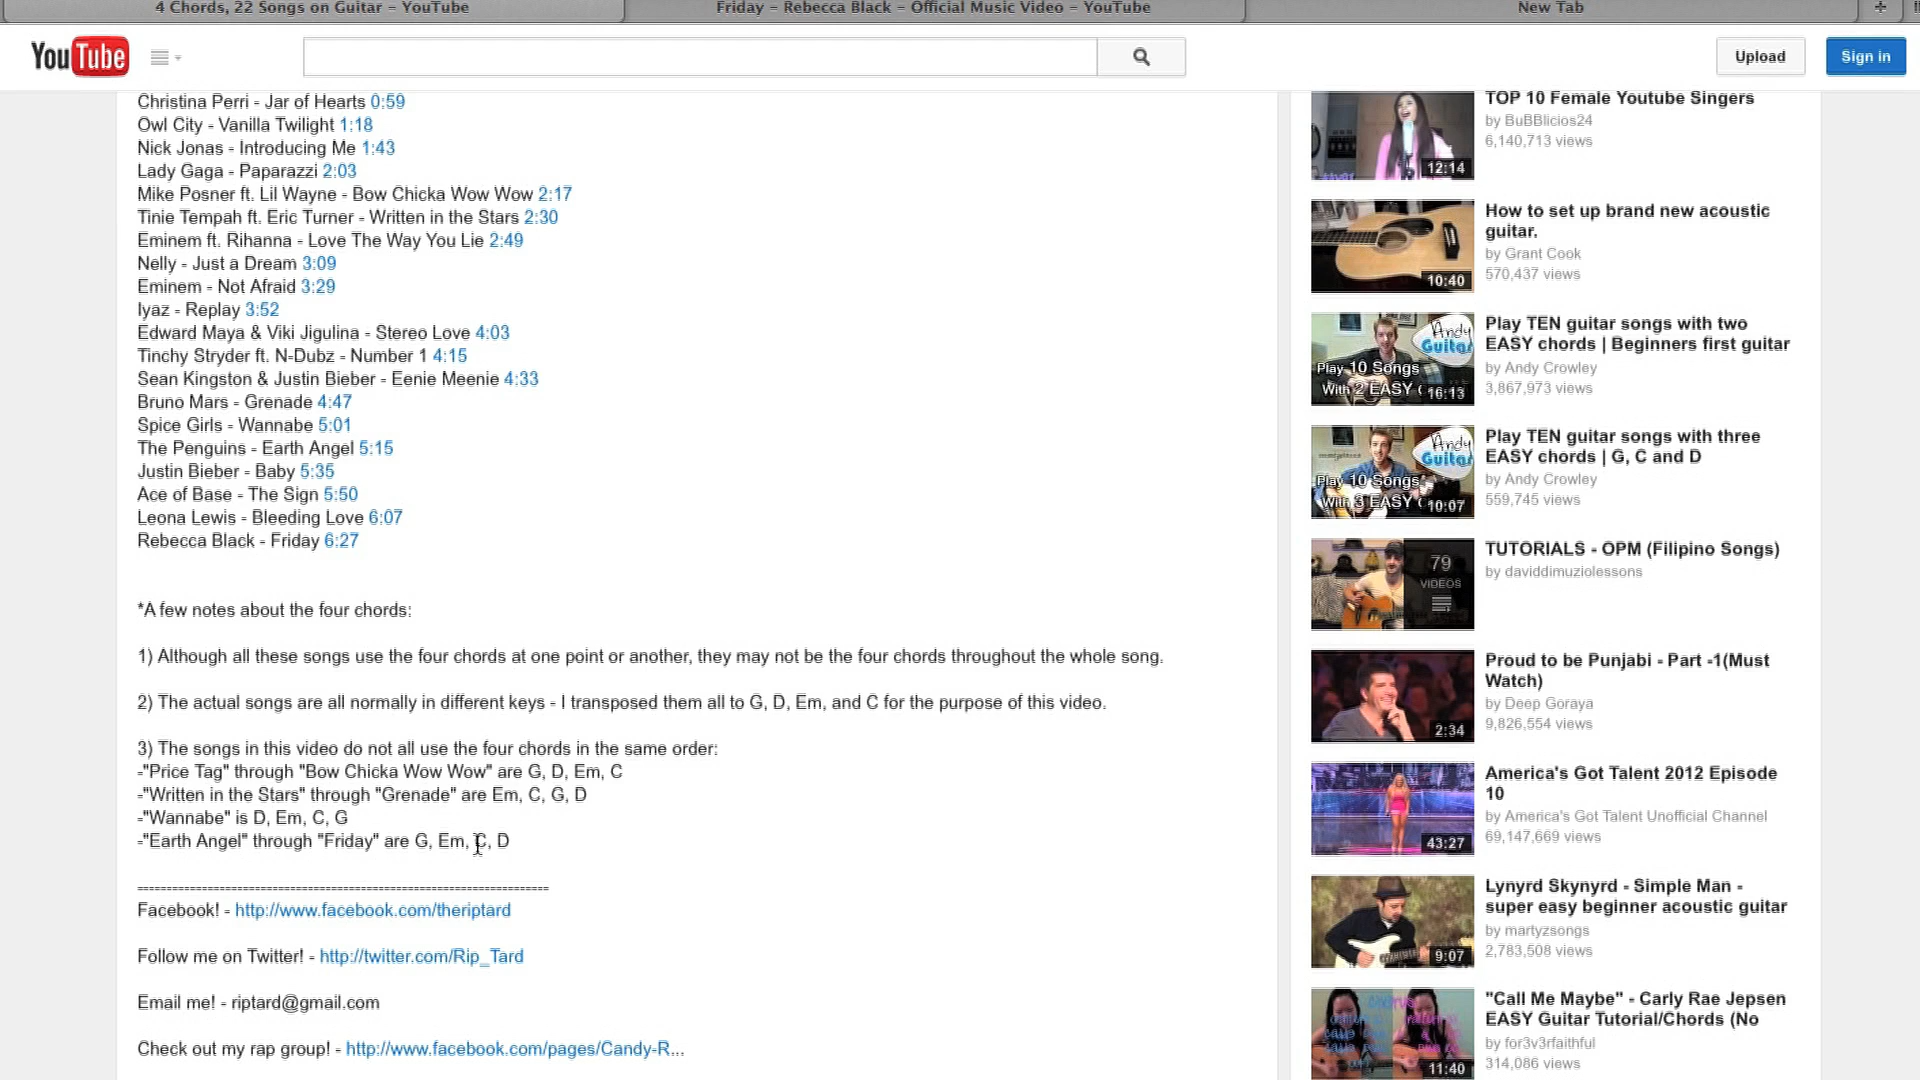 4 Chords, 22 Songs on Guitar – YouTube
Friday – Rebecca Black – Official Music Video – YouTube
New Tab
YouTube
Upload
Sign in
Christina Perri - Jar of Hearts 0:59
Owl City - Vanilla Twilight 1:18
Nick Jonas - Introducing Me 1:43
Lady Gaga - Paparazzi 2:03
Mike Posner ft. Lil Wayne - Bow Chicka Wow Wow 2:17
Tinie Tempah ft. Eric Turner - Written in the Stars 2:30
Eminem ft. Rihanna - Love The Way You Lie 2:49
Nelly - Just a Dream 3:09
Eminem - Not Afraid 3:29
Iyaz - Replay 3:52
Edward Maya & Viki Jigulina - Stereo Love 4:03
Tinchy Stryder ft. N-Dubz - Number 1 4:15
Sean Kingston & Justin Bieber - Eenie Meenie 4:33
Bruno Mars - Grenade 4:47
Spice Girls - Wannabe 5:01
The Penguins - Earth Angel 5:15
Justin Bieber - Baby 5:35
Ace of Base - The Sign 5:50
Leona Lewis - Bleeding Love 6:07
Rebecca Black - Friday 6:27
*A few notes about the four chords:
1) Although all these songs use the four chords at one point or another, they may not be the four chords throughout the whole song.
2) The actual songs are all normally in different keys - I transposed them all to G, D, Em, and C for the purpose of this video.
3) The songs in this video do not all use the four chords in the same order:
-"Price Tag" through "Bow Chicka Wow Wow" are G, D, Em, C
-"Written in the Stars" through "Grenade" are Em, C, G, D
-"Wannabe" is D, Em, C, G
-"Earth Angel" through "Friday" are G, Em, C, D
Facebook! - http://www.facebook.com/theriptard
Follow me on Twitter! - http://twitter.com/Rip_Tard
Email me! - riptard@gmail.com
Check out my rap group! - http://www.facebook.com/pages/Candy-R...
TOP 10 Female Youtube Singers
by BuBBlicios24
6,140,713 views
12:14
How to set up brand new acoustic
guitar.
by Grant Cook
570,437 views
10:40
Play TEN guitar songs with two
EASY chords | Beginners first guitar
by Andy Crowley
3,867,973 views
Andy
Guitar
Play 10 Songs
With 2 EASY
16:13
Play TEN guitar songs with three
EASY chords | G, C and D
by Andy Crowley
559,745 views
Andy
Guitar
Play 10 Songs
With 3 EASY
10:07
TUTORIALS - OPM (Filipino Songs)
by daviddimuziolessons
79
VIDEOS
Proud to be Punjabi - Part -1(Must
Watch)
by Deep Goraya
9,826,554 views
2:34
America's Got Talent 2012 Episode
10
by America's Got Talent Unofficial Channel
69,147,669 views
43:27
Lynyrd Skynyrd - Simple Man -
super easy beginner acoustic guitar
by martyzsongs
2,783,508 views
9:07
"Call Me Maybe" - Carly Rae Jepsen
EASY Guitar Tutorial/Chords (No
by for3v3rfaithful
314,086 views
11:40